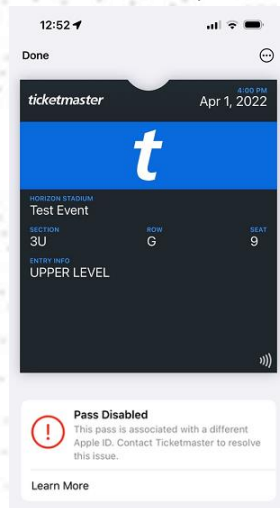 12:52
Done
ticketmaster
4:00 PM
Apr 1, 2022
t
HORIZON STADIUM
Test Event
SECTION ROW SEAT
3U G 9
ENTRY INFO
UPPER LEVEL
Pass Disabled
This pass is associated with a different
Apple ID. Contact Ticketmaster to resolve
this issue.
Learn More